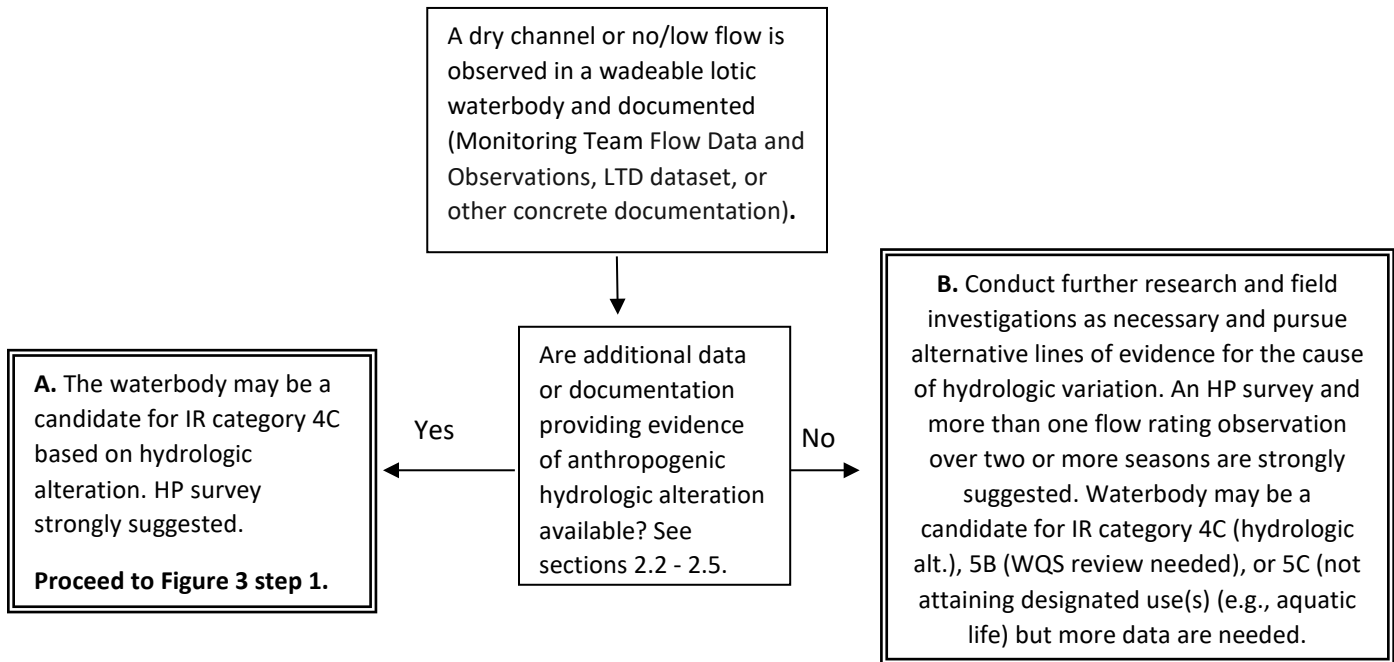 A dry channel or no/low flow is
observed in a wadeable lotic
waterbody and documented
(Monitoring Team Flow Data and
Observations, LTD dataset, or
other concrete documentation).
Are additional data
or documentation
providing evidence
of anthropogenic
hydrologic alteration
available? See
sections 2.2 - 2.5.
Yes
A. The waterbody may be a
candidate for IR category 4C
based on hydrologic
alteration. HP survey
strongly suggested.
Proceed to Figure 3 step 1.
No
B. Conduct further research and field
investigations as necessary and pursue
alternative lines of evidence for the cause
of hydrologic variation. An HP survey and
more than one flow rating observation
over two or more seasons are strongly
suggested. Waterbody may be a
candidate for IR category 4C (hydrologic
alt.), 5B (WQS review needed), or 5C (not
attaining designated use(s) (e.g., aquatic
life) but more data are needed.